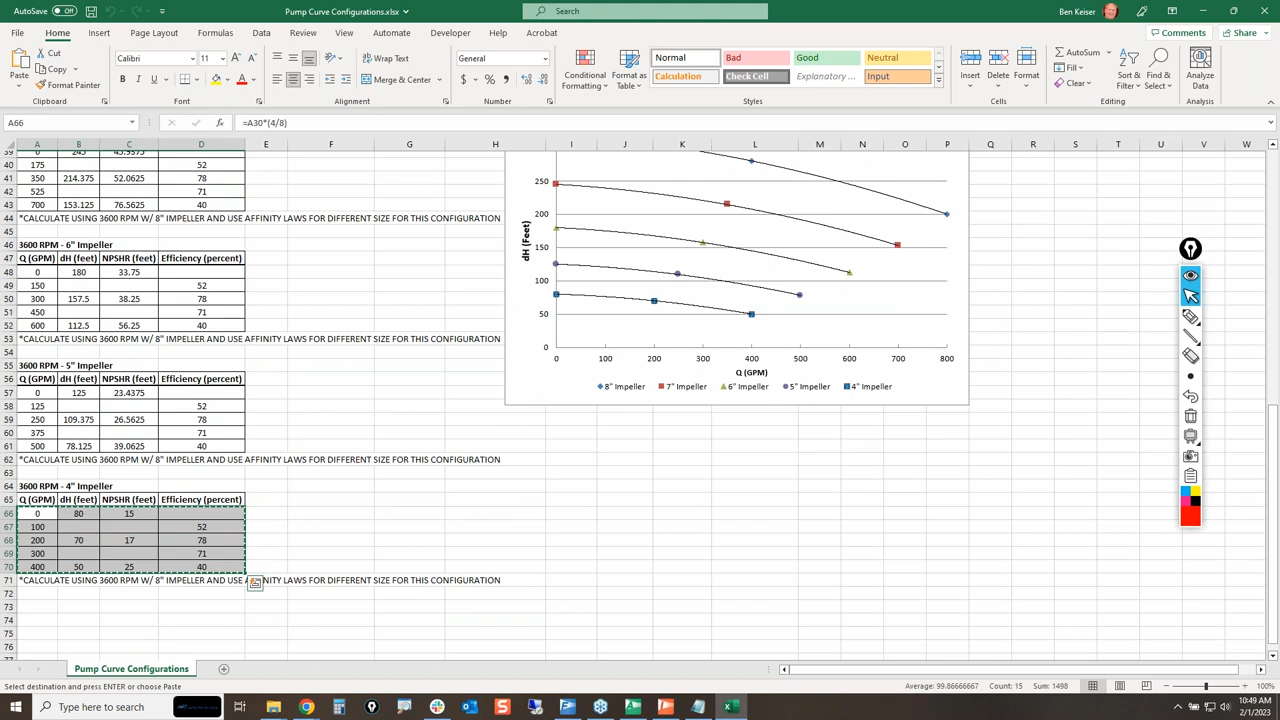 AutoSave Off Pump Curve Configurations.xlsx Search Ben Keiser
File Home Insert Page Layout Formulas Data Review View Automate Developer Help Acrobat Comments Share
Paste Cut Copy Format Painter Clipboard
Calibri 11 A A B I U A Font
Wrap Text Merge & Center Alignment
General $ % , Number
Conditional Formatting Format as Table
Normal Bad Good Neutral
Calculation Check Cell Explanatory ... Input
Styles
Insert Delete Format Cells
AutoSum Fill Clear Sort & Filter Find & Select Editing
Analyze Data Analysis
A66 fx =A30*(4/8)
A B C D E F G H I J K L M N O P Q R S T U V W
39 0 245 45.9375
40 175 52
41 350 214.375 52.0625 78
42 525 71
43 700 153.125 76.5625 40
44 *CALCULATE USING 3600 RPM W/ 8" IMPELLER AND USE AFFINITY LAWS FOR DIFFERENT SIZE FOR THIS CONFIGURATION
45
46 3600 RPM - 6" Impeller
47 Q (GPM) dH (feet) NPSHR (feet) Efficiency (percent)
48 0 180 33.75
49 150 52
50 300 157.5 38.25 78
51 450 71
52 600 112.5 56.25 40
53 *CALCULATE USING 3600 RPM W/ 8" IMPELLER AND USE AFFINITY LAWS FOR DIFFERENT SIZE FOR THIS CONFIGURATION
54
55 3600 RPM - 5" Impeller
56 Q (GPM) dH (feet) NPSHR (feet) Efficiency (percent)
57 0 125 23.4375
58 125 52
59 250 109.375 26.5625 78
60 375 71
61 500 78.125 39.0625 40
62 *CALCULATE USING 3600 RPM W/ 8" IMPELLER AND USE AFFINITY LAWS FOR DIFFERENT SIZE FOR THIS CONFIGURATION
63
64 3600 RPM - 4" Impeller
65 Q (GPM) dH (feet) NPSHR (feet) Efficiency (percent)
66 0 80 15
67 100 52
68 200 70 17 78
69 300 71
70 400 50 25 40
71 *CALCULATE USING 3600 RPM W/ 8" IMPELLER AND USE AFFINITY LAWS FOR DIFFERENT SIZE FOR THIS CONFIGURATION
72
73
74
75
76
77
dH (Feet)
250
200
150
100
50
0
0 100 200 300 400 500 600 700 800
Q (GPM)
8" Impeller 7" Impeller 6" Impeller 5" Impeller 4" Impeller
Pump Curve Configurations
Select destination and press ENTER or choose Paste Average: 99.86666667 Count: 15 Sum: 1498 100%
Type here to search
10:49 AM
2/1/2023